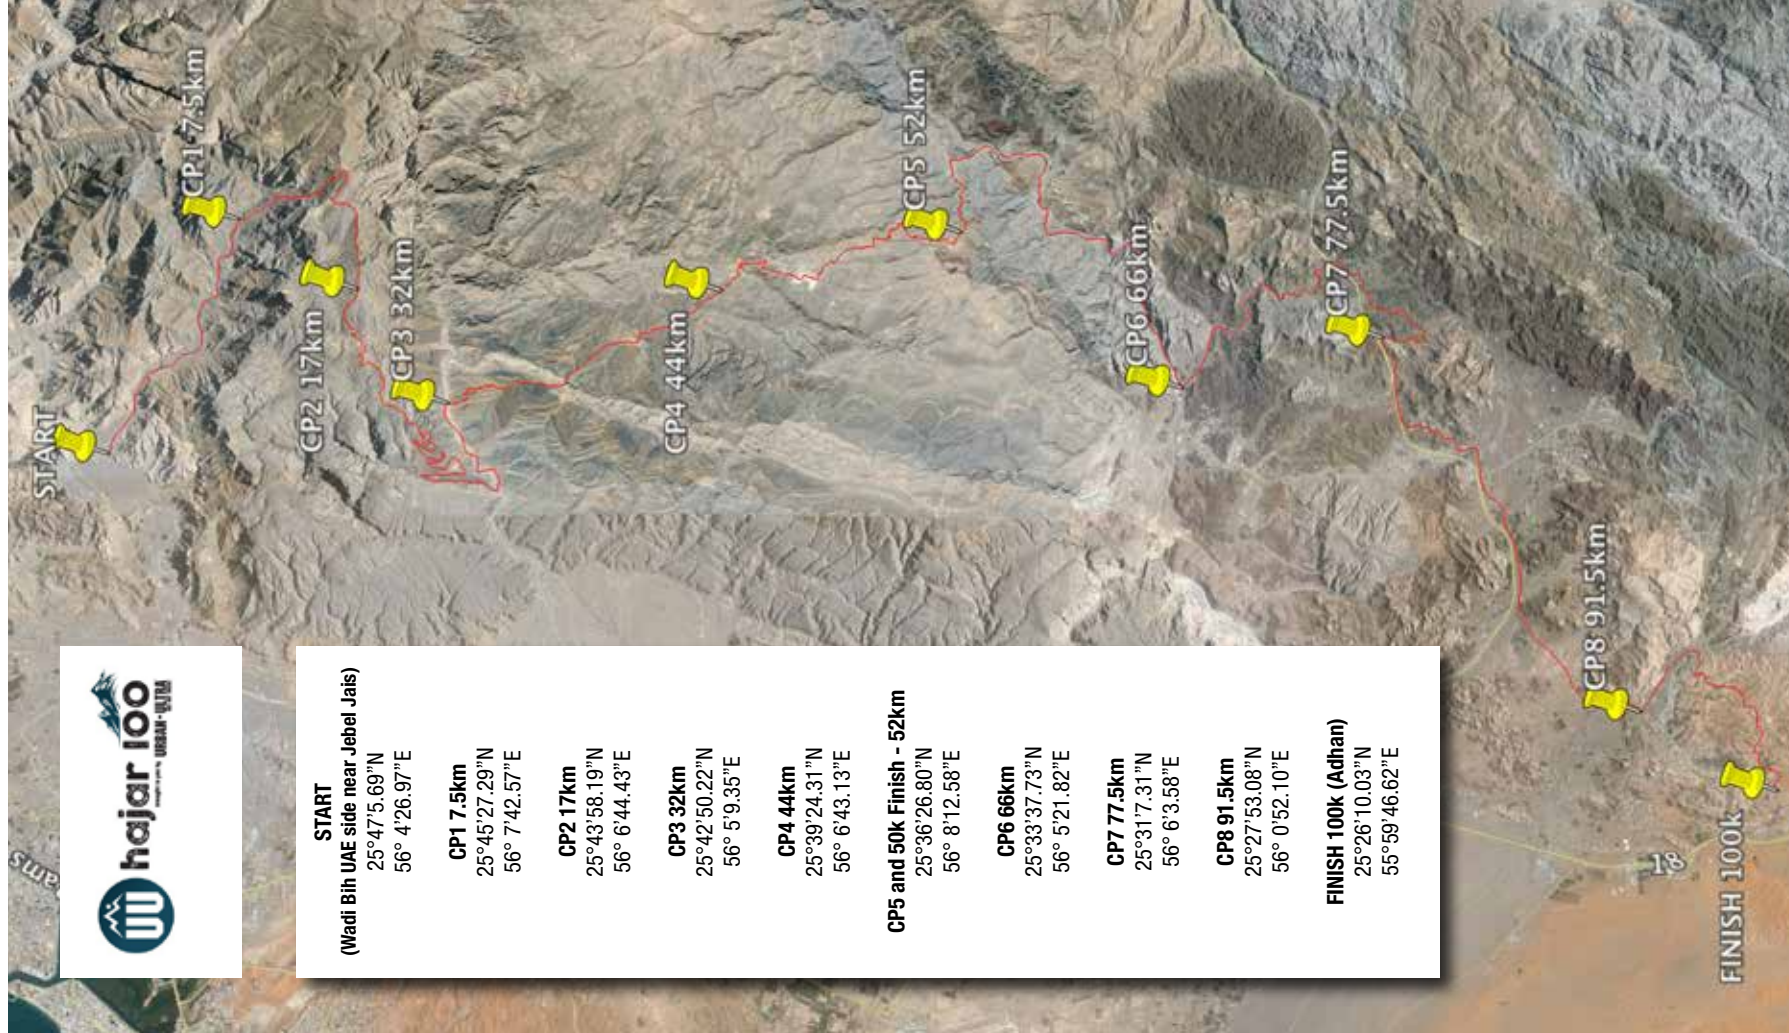 hajar 100
URBAN-ULTRA
START
(Wadi Bih UAE side near Jebel Jais)
25°47'5.69"N
56° 4'26.97"E
CP1 7.5km
25°45'27.29"N
56° 7'42.57"E
CP2 17km
25°43'58.19"N
56° 6'44.43"E
CP3 32km
25°42'50.22"N
56° 5'9.35"E
CP4 44km
25°39'24.31"N
56° 6'43.13"E
CP5 and 50k Finish - 52km
25°36'26.80"N
56° 8'12.58"E
CP6 66km
25°33'37.73"N
56° 5'21.82"E
CP7 77.5km
25°31'7.31"N
56° 6'3.58"E
CP8 91.5km
25°27'53.08"N
56° 0'52.10"E
FINISH 100k (Adhan)
25°26'10.03"N
55°59'46.62"E
START
CP1 7.5km
CP2 17km
CP3 32km
CP4 44km
CP5 52km
CP6 66km
CP7 77.5km
CP8 91.5km
FINISH 100k
18